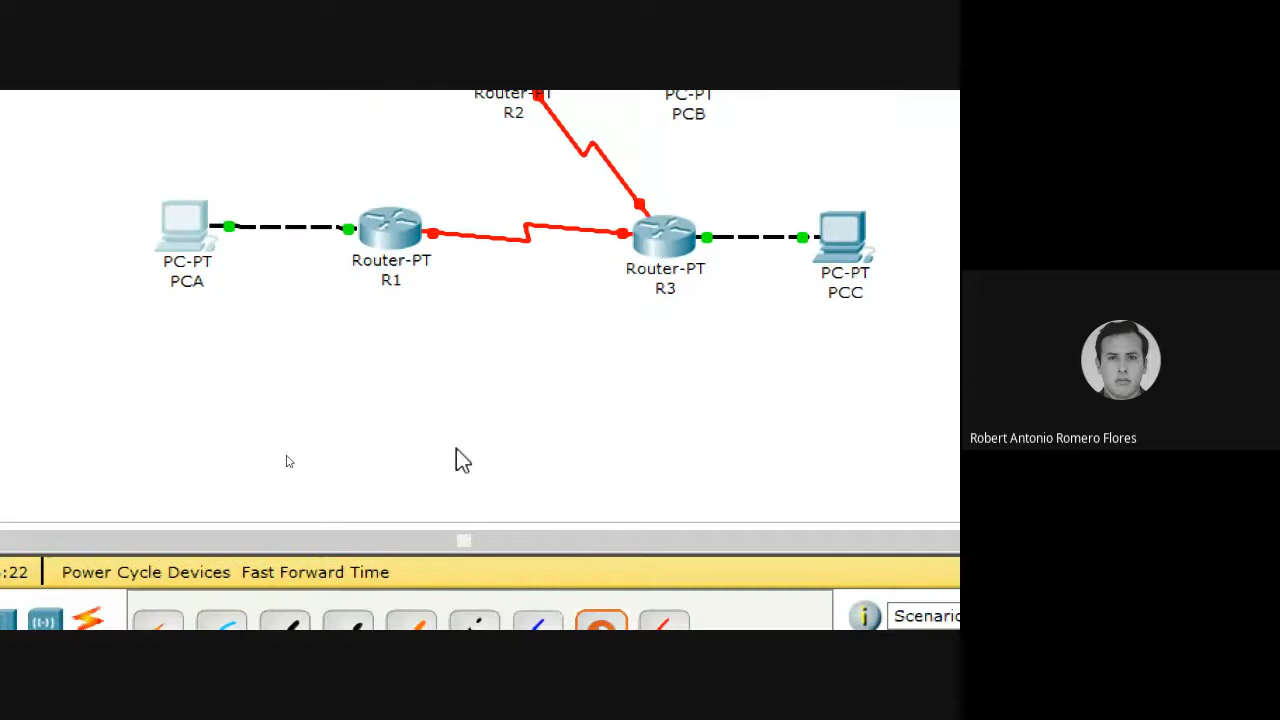 Router-PT
R2
PC-PT
PCB
PC-PT
PCA
Router-PT
R1
Router-PT
R3
PC-PT
PCC
Robert Antonio Romero Flores
:22
Power Cycle Devices Fast Forward Time
Scenario